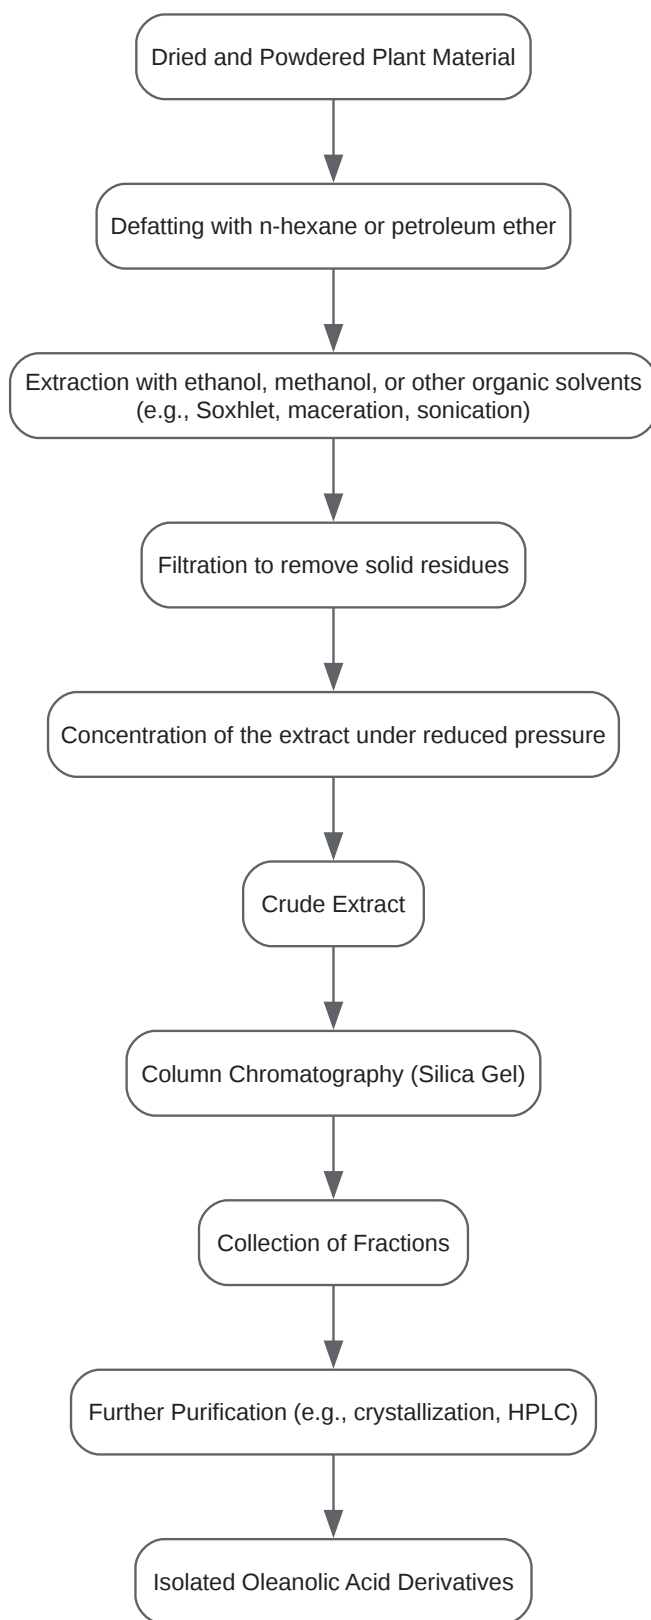 Dried and Powdered Plant Material
Defatting with n-hexane or petroleum ether
Extraction with ethanol, methanol, or other organic solvents
(e.g., Soxhlet, maceration, sonication)
Filtration to remove solid residues
Concentration of the extract under reduced pressure
Crude Extract
Column Chromatography (Silica Gel)
Collection of Fractions
Further Purification (e.g., crystallization, HPLC)
Isolated Oleanolic Acid Derivatives